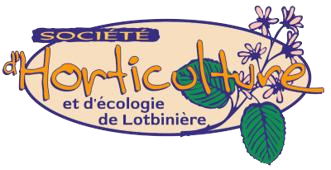 SOCIÉTÉ
d'Horticulture
et d'écologie
de Lotbinière